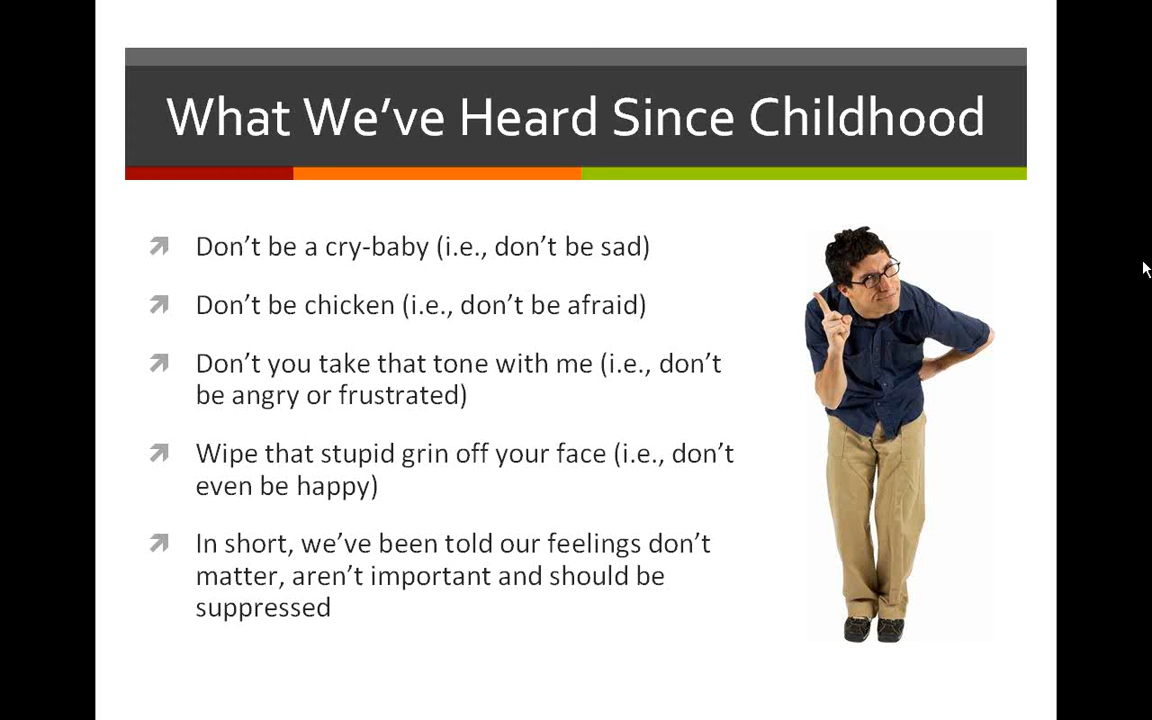 What We’ve Heard Since Childhood
Don’t be a cry-baby (i.e., don’t be sad)
Don’t be chicken (i.e., don’t be afraid)
Don’t you take that tone with me (i.e., don’t
be angry or frustrated)
Wipe that stupid grin off your face (i.e., don’t
even be happy)
In short, we’ve been told our feelings don’t
matter, aren’t important and should be
suppressed